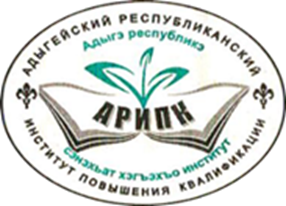 АДЫГЕЙСКИЙ РЕСПУБЛИКАНСКИЙ
Адыгэ республикэ
АРИПК
сэнэхьат хэгъэхъо институт
ИНСТИТУТ ПОВЫШЕНИЯ КВАЛИФИКАЦИИ